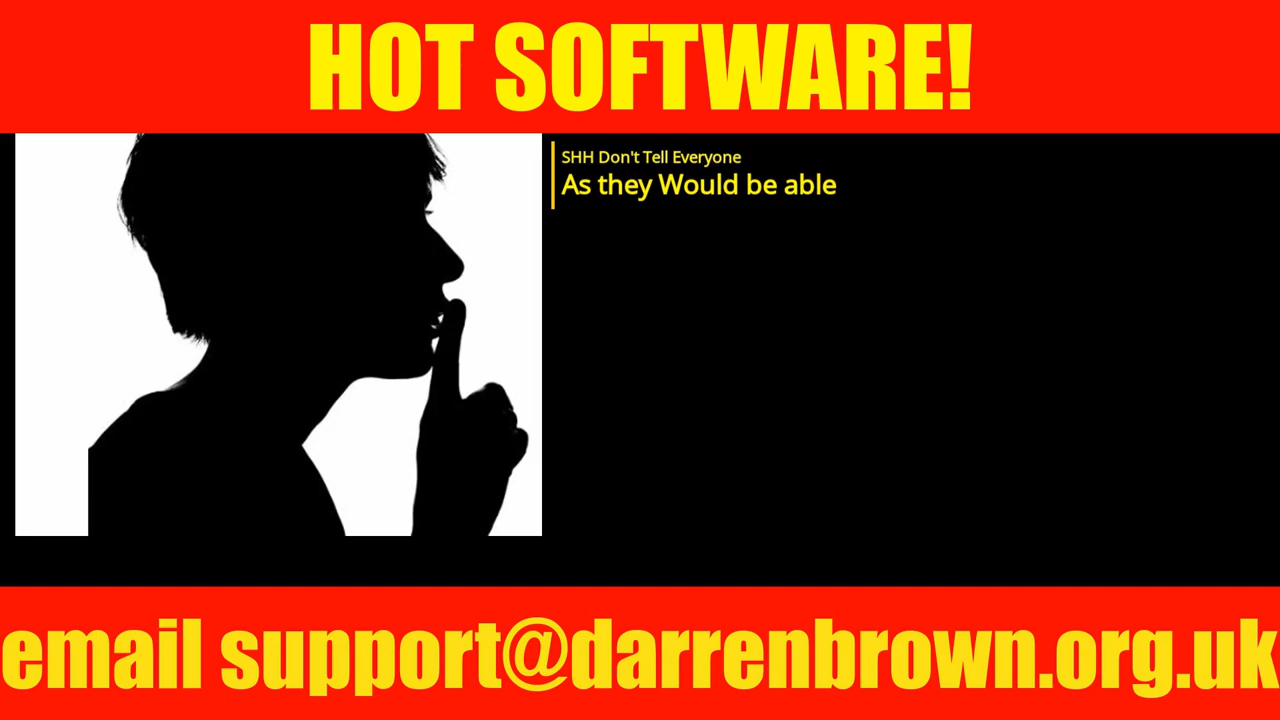 HOT SOFTWARE!
SHH Don't Tell Everyone
As they Would be able
email support@darrenbrown.org.uk